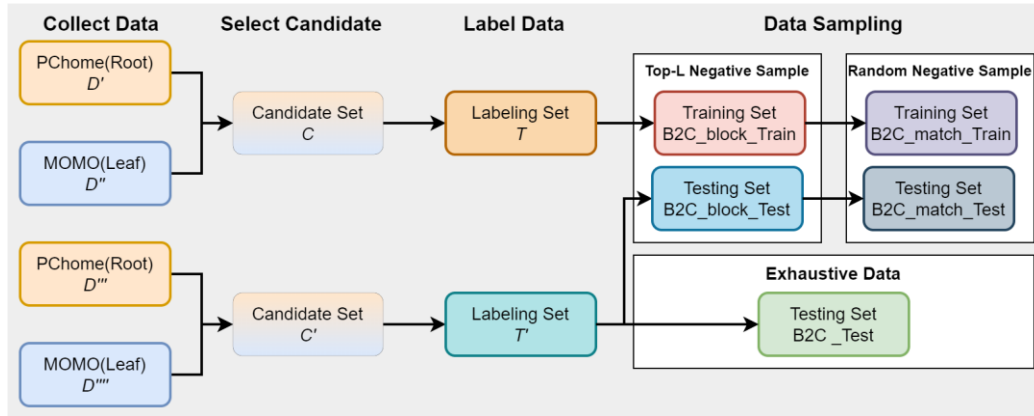 Collect Data
Select Candidate
Label Data
Data Sampling
PChome(Root)
D'
MOMO(Leaf)
D''
Candidate Set
C
Labeling Set
T
Top-L Negative Sample
Training Set
B2C_block_Train
Testing Set
B2C_block_Test
Random Negative Sample
Training Set
B2C_match_Train
Testing Set
B2C_match_Test
PChome(Root)
D'''
MOMO(Leaf)
D''''
Candidate Set
C'
Labeling Set
T'
Exhaustive Data
Testing Set
B2C _Test